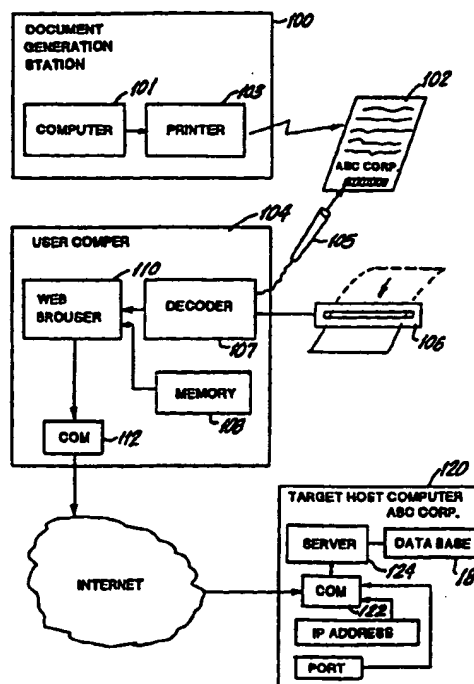 100
DOCUMENT
GENERATION
STATION
101
103
102
COMPUTER
PRINTER
ABC CORP.
104
USER COMPER
105
110
WEB
BROUSER
DECODER
107
106
MEMORY
108
COM
112
120
TARGET HOST COMPUTER
ABC CORP.
SERVER
DATA BASE
124
18
INTERNET
COM
122
IP ADDRESS
PORT